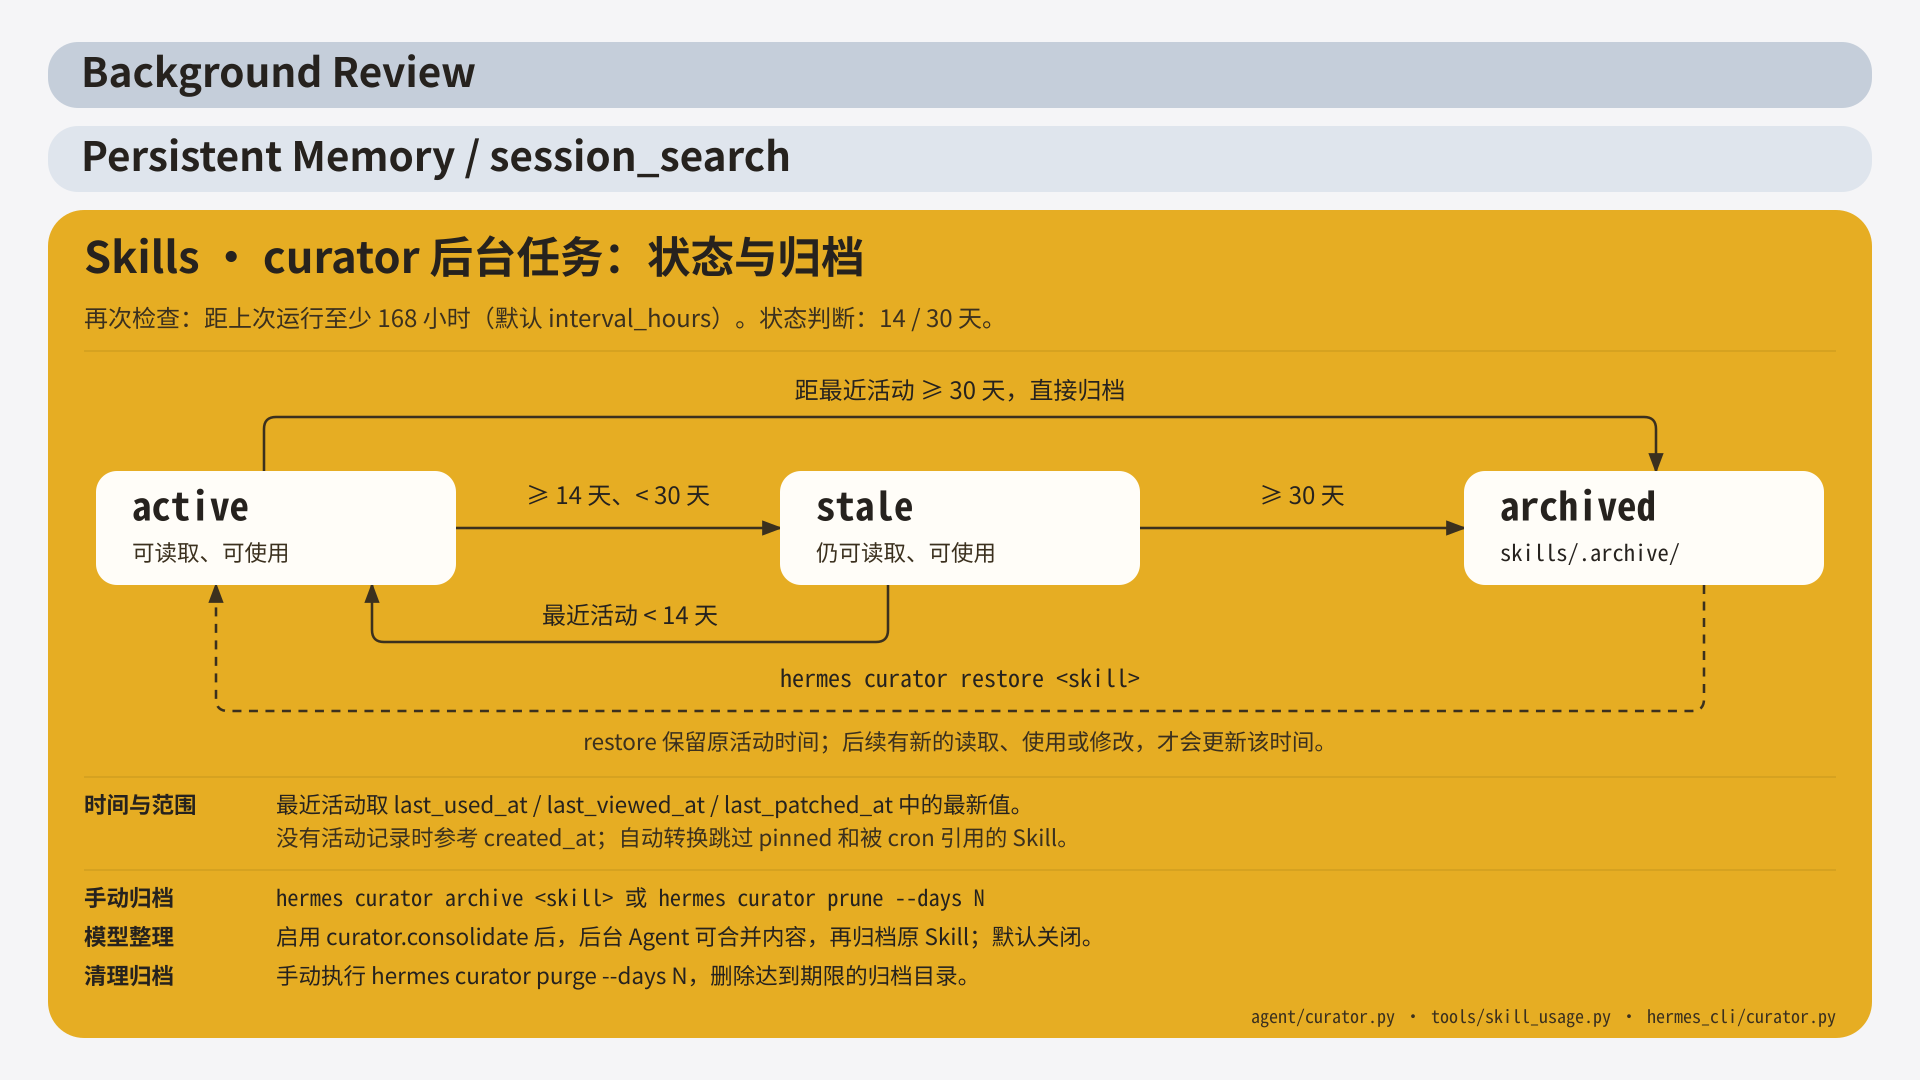 Background Review
Persistent Memory / session_search
Skills · curator 后台任务：状态与归档
再次检查：距上次运行至少 168 小时（默认 interval_hours）。状态判断：14 / 30 天。
距最近活动 ≥ 30 天，直接归档
active
可读取、可使用
≥ 14 天、< 30 天
stale
仍可读取、可使用
≥ 30 天
archived
skills/.archive/
最近活动 < 14 天
hermes curator restore <skill>
restore 保留原活动时间；后续有新的读取、使用或修改，才会更新该时间。
时间与范围
最近活动取 last_used_at / last_viewed_at / last_patched_at 中的最新值。
没有活动记录时参考 created_at；自动转换跳过 pinned 和被 cron 引用的 Skill。
手动归档
hermes curator archive <skill> 或 hermes curator prune --days N
模型整理
启用 curator.consolidate 后，后台 Agent 可合并内容，再归档原 Skill；默认关闭。
清理归档
手动执行 hermes curator purge --days N，删除达到期限的归档目录。
agent/curator.py · tools/skill_usage.py · hermes_cli/curator.py